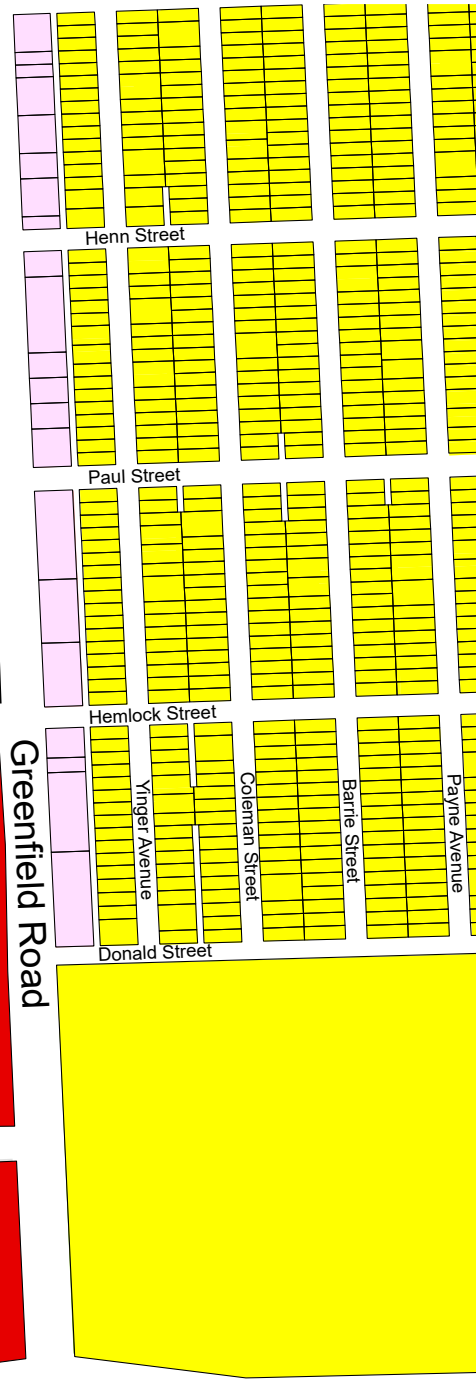 Henn Street
Paul Street
Hemlock Street
Greenfield Road
Yinger Avenue
Coleman Street
Barrie Street
Payne Avenue
Donald Street